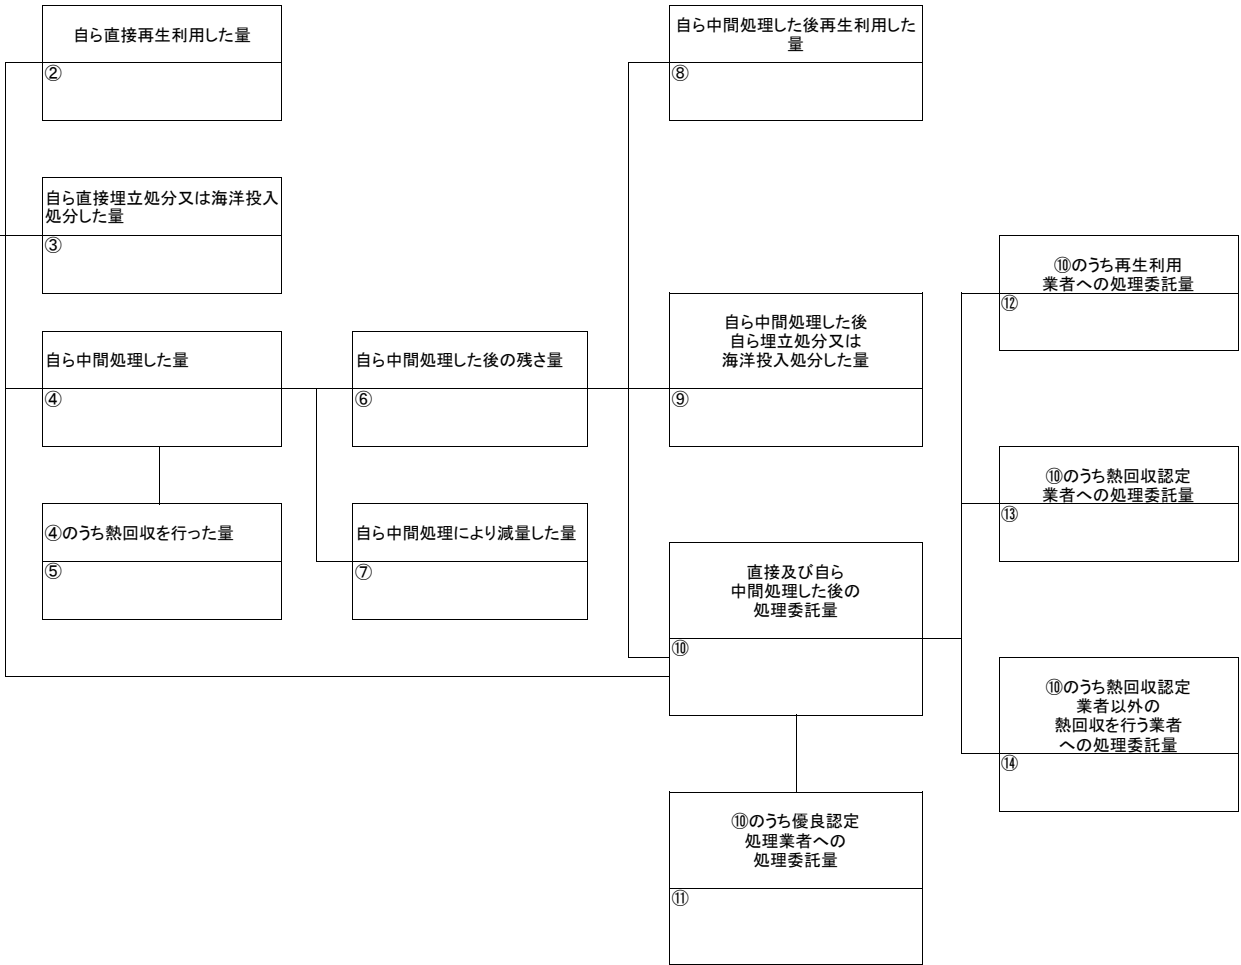 自ら直接再生利用した量
②
自ら直接埋立処分又は海洋投入
処分した量
③
自ら中間処理した量
④
④のうち熱回収を行った量
⑤
自ら中間処理した後の残さ量
⑥
自ら中間処理により減量した量
⑦
自ら中間処理した後再生利用した
量
⑧
自ら中間処理した後
自ら埋立処分又は
海洋投入処分した量
⑨
直接及び自ら
中間処理した後の
処理委託量
⑩
⑩のうち優良認定
処理業者への
処理委託量
⑪
⑩のうち再生利用
業者への処理委託量
⑫
⑩のうち熱回収認定
業者への処理委託量
⑬
⑩のうち熱回収認定
業者以外の
熱回収を行う業者
への処理委託量
⑭